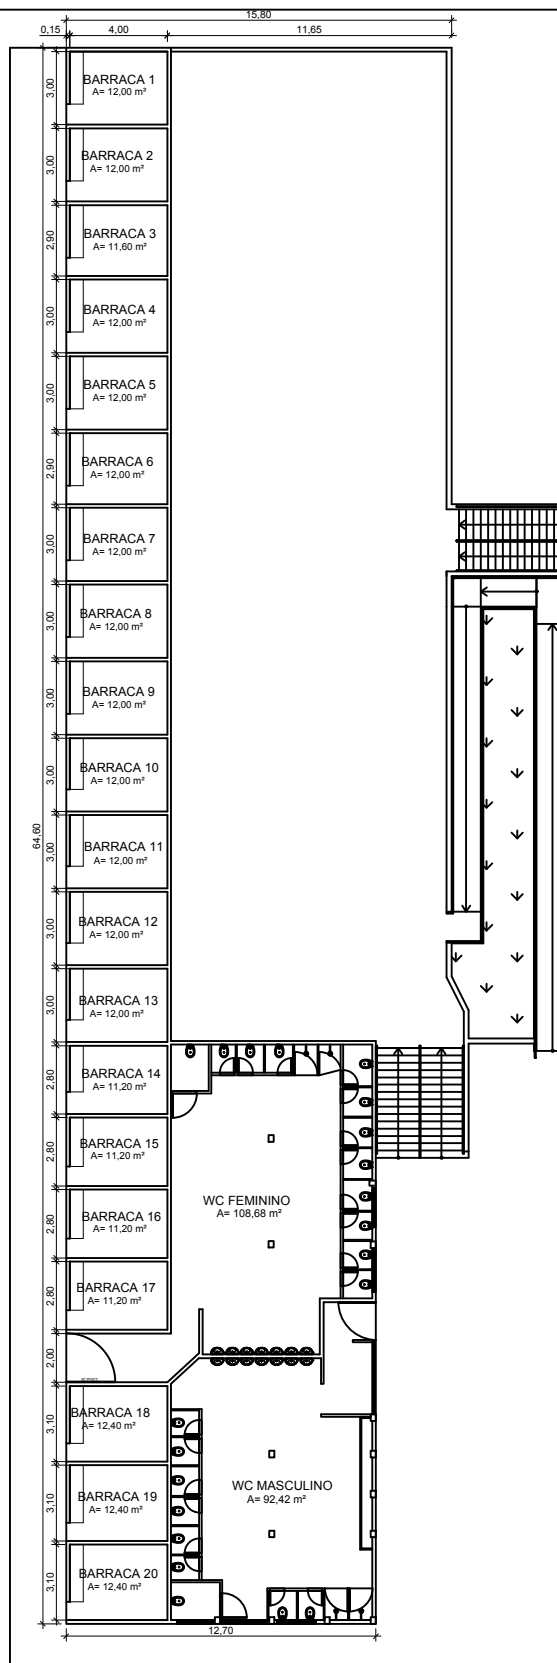 15,80
0,15
4,00
11,65
3,00
BARRACA 1
A= 12,00 m²
3,00
BARRACA 2
A= 12,00 m²
2,90
BARRACA 3
A= 11,60 m²
3,00
BARRACA 4
A= 12,00 m²
3,00
BARRACA 5
A= 12,00 m²
2,90
BARRACA 6
A= 12,00 m²
3,00
BARRACA 7
A= 12,00 m²
3,00
BARRACA 8
A= 12,00 m²
3,00
BARRACA 9
A= 12,00 m²
3,00
BARRACA 10
A= 12,00 m²
64,60
3,00
BARRACA 11
A= 12,00 m²
3,00
BARRACA 12
A= 12,00 m²
3,00
BARRACA 13
A= 12,00 m²
2,80
BARRACA 14
A= 11,20 m²
2,80
BARRACA 15
A= 11,20 m²
2,80
BARRACA 16
A= 11,20 m²
WC FEMININO
A= 108,68 m²
2,80
BARRACA 17
A= 11,20 m²
2,00
3,10
BARRACA 18
A= 12,40 m²
3,10
BARRACA 19
A= 12,40 m²
WC MASCULINO
A= 92,42 m²
3,10
BARRACA 20
A= 12,40 m²
12,70